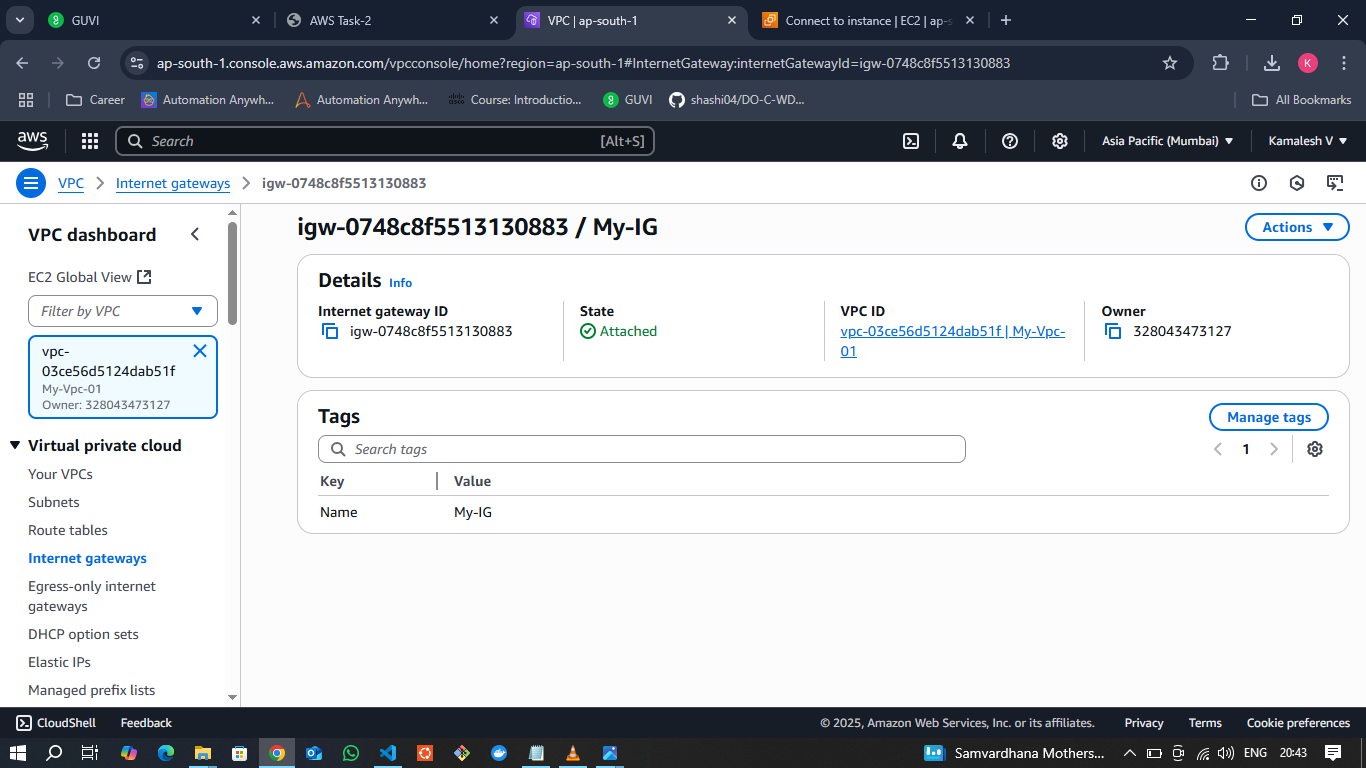 GUVI
AWS Task-2
VPC | ap-south-1
Connect to instance | EC2 | ap-s
ap-south-1.console.aws.amazon.com/vpcconsole/home?region=ap-south-1#InternetGateway:internetGatewayId=igw-0748c8f5513130883
K
Career
Automation Anywh...
Automation Anywh...
Course: Introductio...
GUVI
shashi04/DO-C-WD...
All Bookmarks
aws
Search
[Alt+S]
Asia Pacific (Mumbai)
Kamalesh V
VPC
Internet gateways
igw-0748c8f5513130883
VPC dashboard
EC2 Global View
Filter by VPC
vpc-
03ce56d5124dab51f
My-Vpc-01
Owner: 328043473127
Virtual private cloud
Your VPCs
Subnets
Route tables
Internet gateways
Egress-only internet
gateways
DHCP option sets
Elastic IPs
Managed prefix lists
igw-0748c8f5513130883 / My-IG
Actions
Details Info
Internet gateway ID
igw-0748c8f5513130883
State
Attached
VPC ID
vpc-03ce56d5124dab51f | My-Vpc-
01
Owner
328043473127
Tags
Manage tags
Search tags
1
Key Value
Name My-IG
CloudShell
Feedback
© 2025, Amazon Web Services, Inc. or its affiliates.
Privacy
Terms
Cookie preferences
Samvardhana Mothers...
ENG
20:43